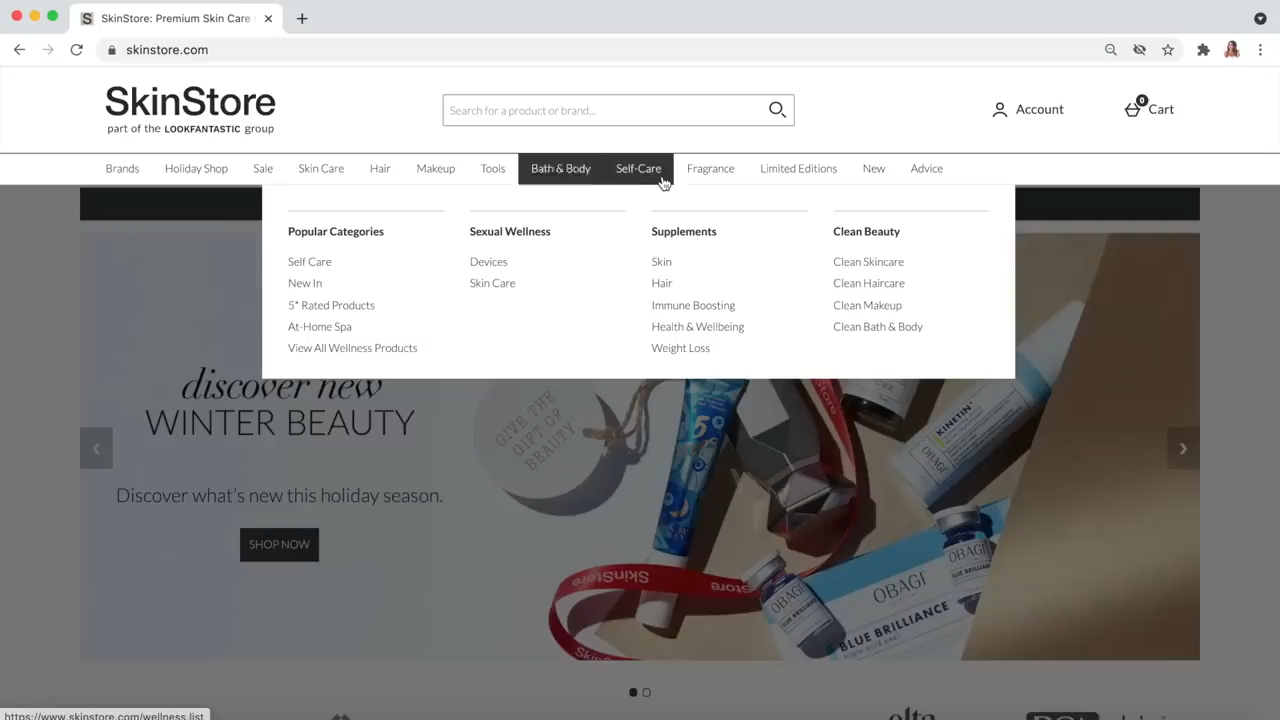 SkinStore: Premium Skin Care
skinstore.com
SkinStore
part of the LOOKFANTASTIC group
Search for a product or brand...
Account
0
Cart
Brands Holiday Shop Sale Skin Care Hair Makeup Tools Bath & Body Self-Care Fragrance Limited Editions New Advice
Popular Categories
Self Care
New In
5* Rated Products
At-Home Spa
View All Wellness Products
Sexual Wellness
Devices
Skin Care
Supplements
Skin
Hair
Immune Boosting
Health & Wellbeing
Weight Loss
Clean Beauty
Clean Skincare
Clean Haircare
Clean Makeup
Clean Bath & Body
discover new
WINTER BEAUTY
Discover what's new this holiday season.
SHOP NOW
GIVE THE
GIFT OF
BEAUTY
KINETIN+
OBAGI
OBAGI
BLUE BRILLIANCE
SkinStore
https://www.skinstore.com/wellness.list